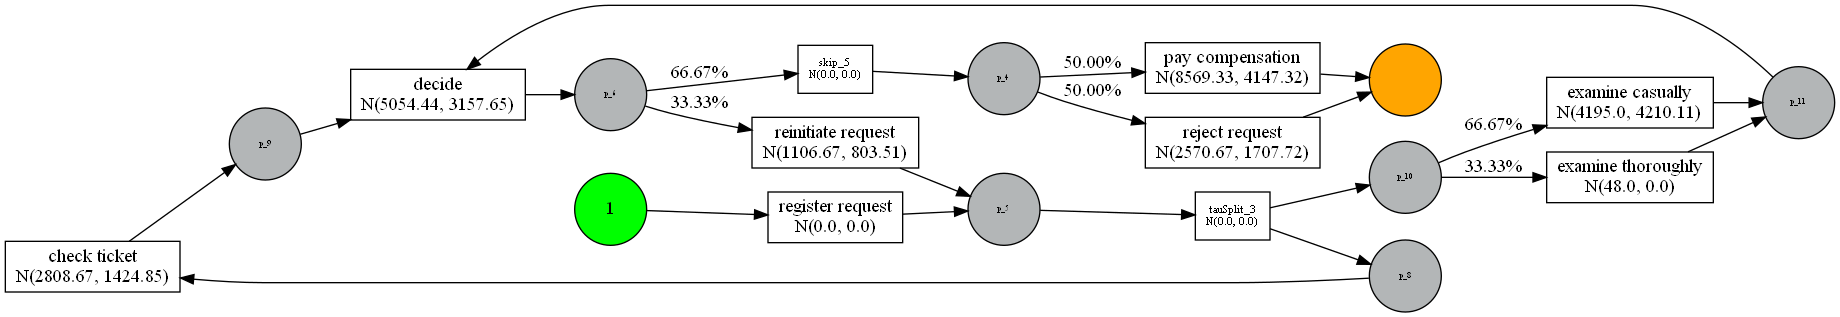 decide
N(5054.44, 3157.65)
p_9
check ticket
N(2808.67, 1424.85)
p_6
66.67%
33.33%
skip_5
N(0.0, 0.0)
reinitiate request
N(1106.67, 803.51)
1
register request
N(0.0, 0.0)
p_4
50.00%
50.00%
p_5
pay compensation
N(8569.33, 4147.32)
reject request
N(2570.67, 1707.72)
tauSplit_3
N(0.0, 0.0)
p_10
p_8
66.67%
33.33%
examine casually
N(4195.0, 4210.11)
examine thoroughly
N(48.0, 0.0)
p_11